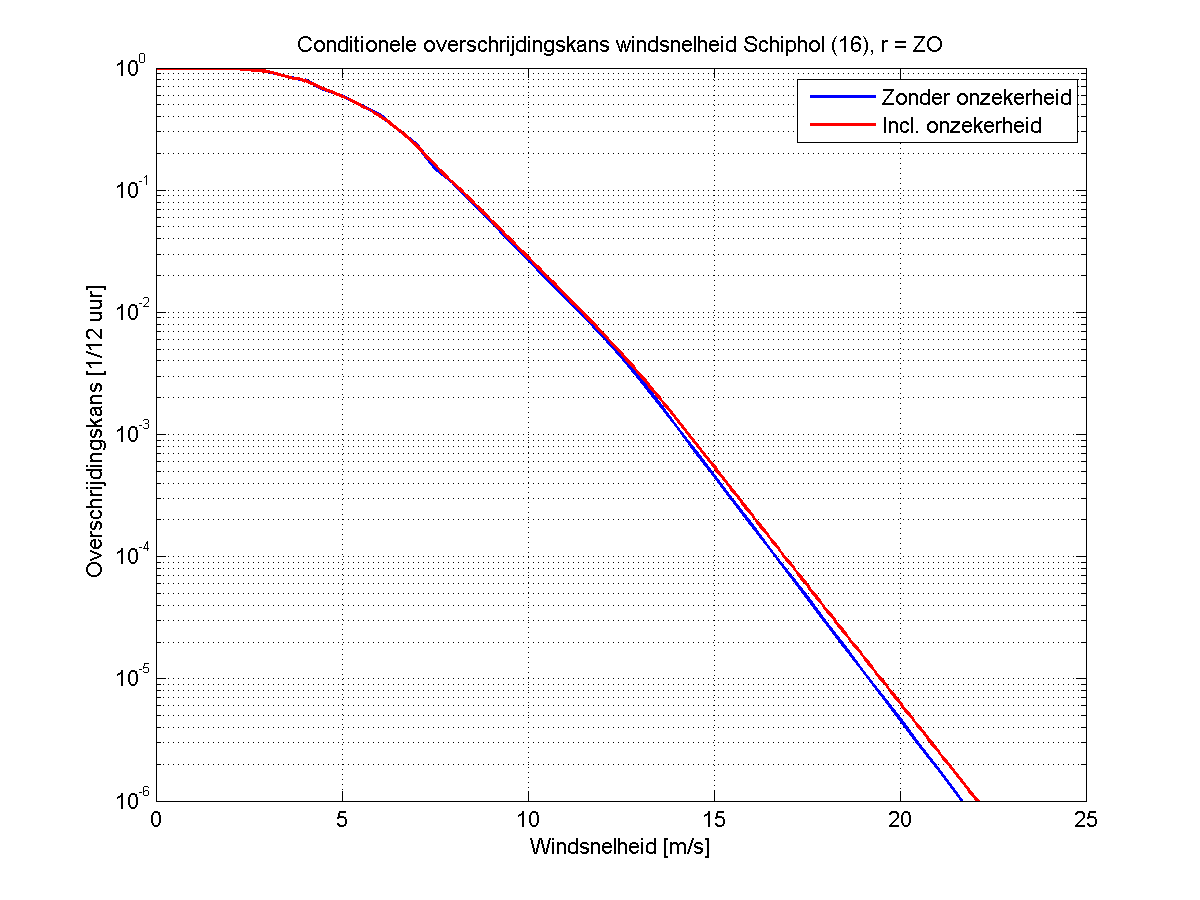 Conditionele overschrijdingskans windsnelheid Schiphol (16), r = ZO
Zonder onzekerheid
Incl. onzekerheid
Overschrijdingskans [1/12 uur]
10^0
10^-1
10^-2
10^-3
10^-4
10^-5
10^-6
0 5 10 15 20 25
Windsnelheid [m/s]